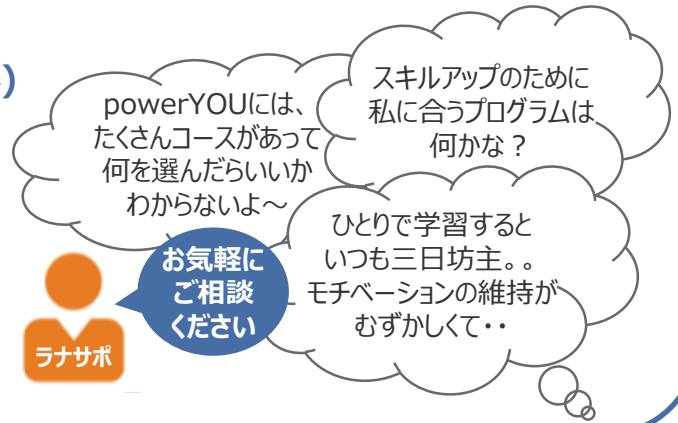 )
powerYOUには、
たくさんコースがあって
何を選んだらいいか
わからないよ～
スキルアップのために
私に合うプログラムは
何かな？
ひとりで学習すると
いつも三日坊主。。
モチベーションの維持が
むずかしくて・・
お気軽に
ご相談
ください
ラナサポ